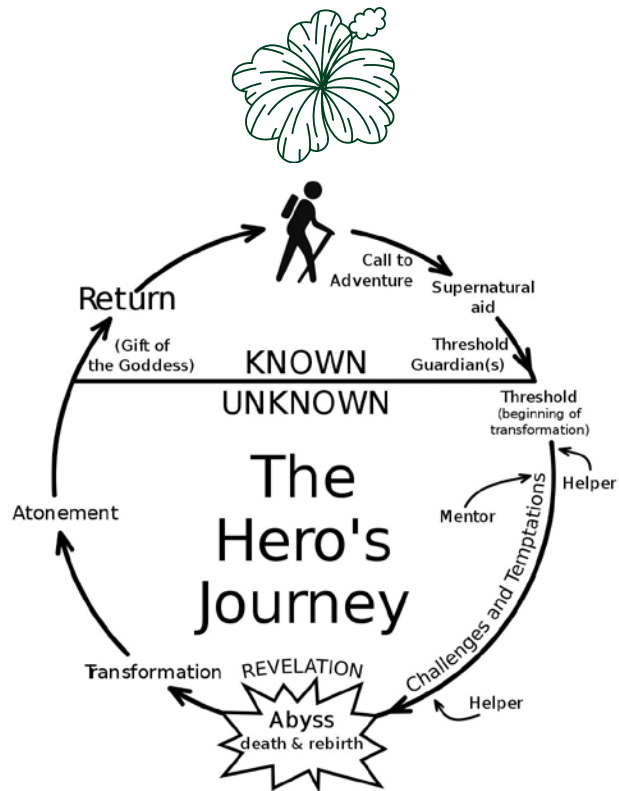 Call to
Adventure
Supernatural
aid
Threshold
Guardian(s)
KNOWN
UNKNOWN
Threshold
(beginning of
transformation)
Helper
Mentor
Challenges and Temptations
Helper
The
Hero's
Journey
REVELATION
Abyss
death & rebirth
Transformation
Atonement
(Gift of
the Goddess)
Return